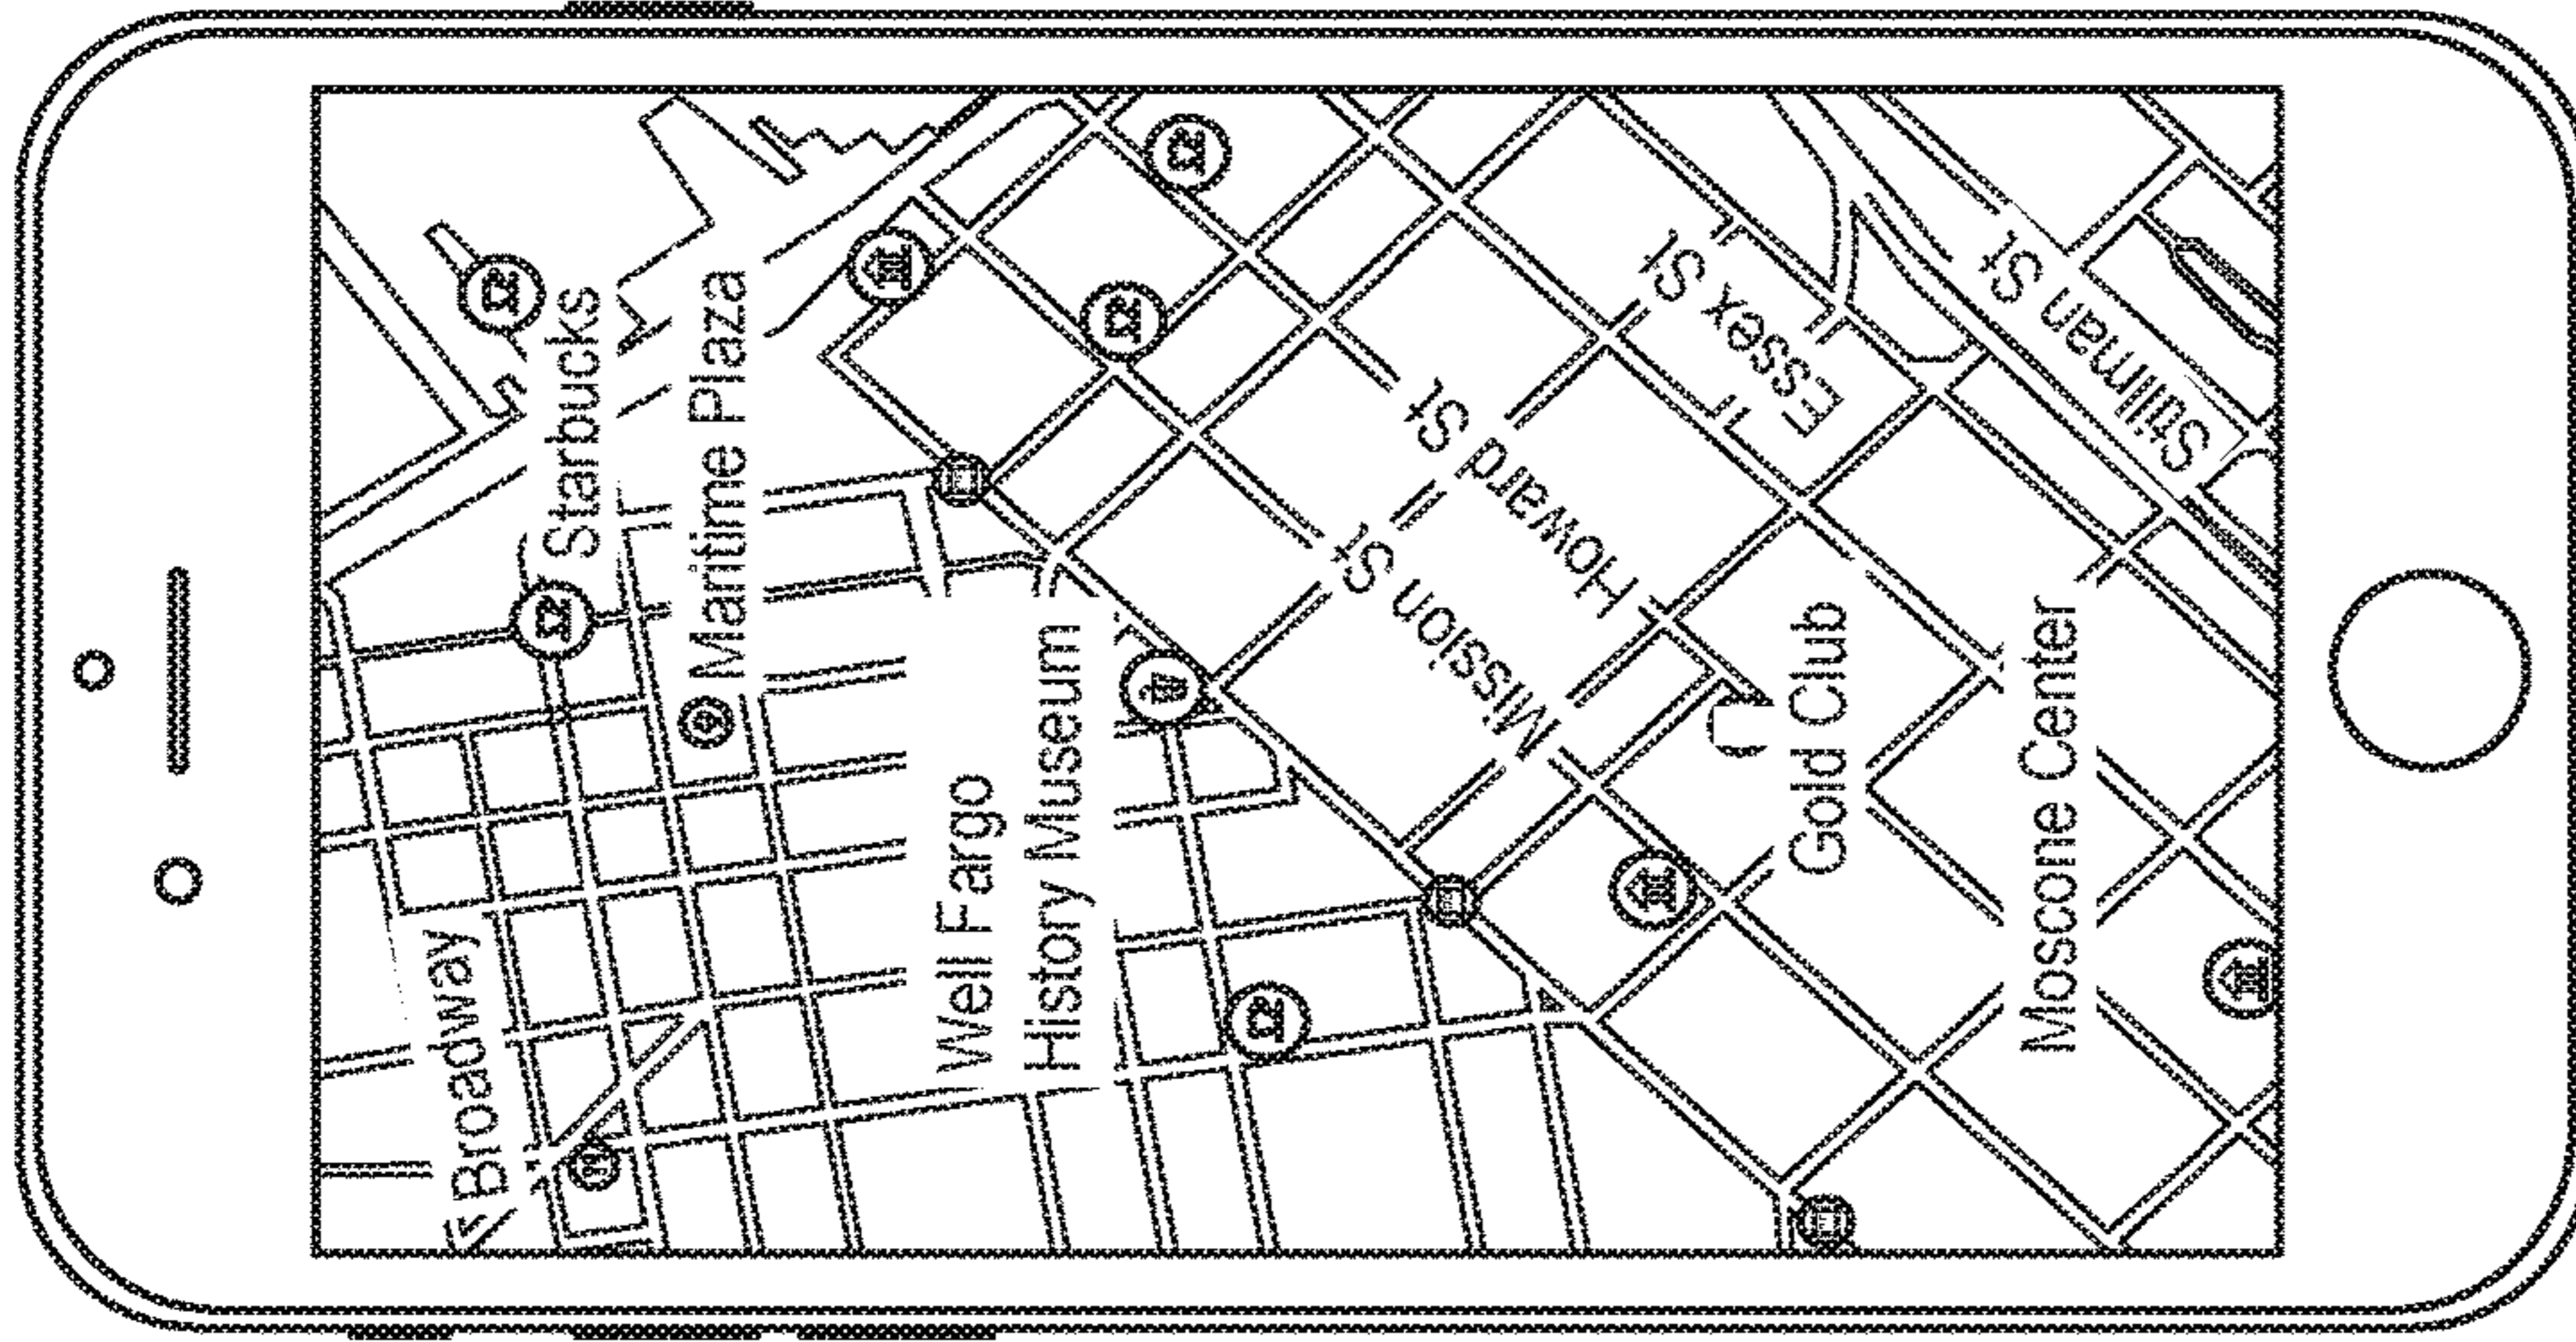 Broadway
Starbucks
Maritime Plaza
Well Fargo
History Museum
Mission St
Howard St
Essex St
Gold Club
Stillman St
Moscone Center